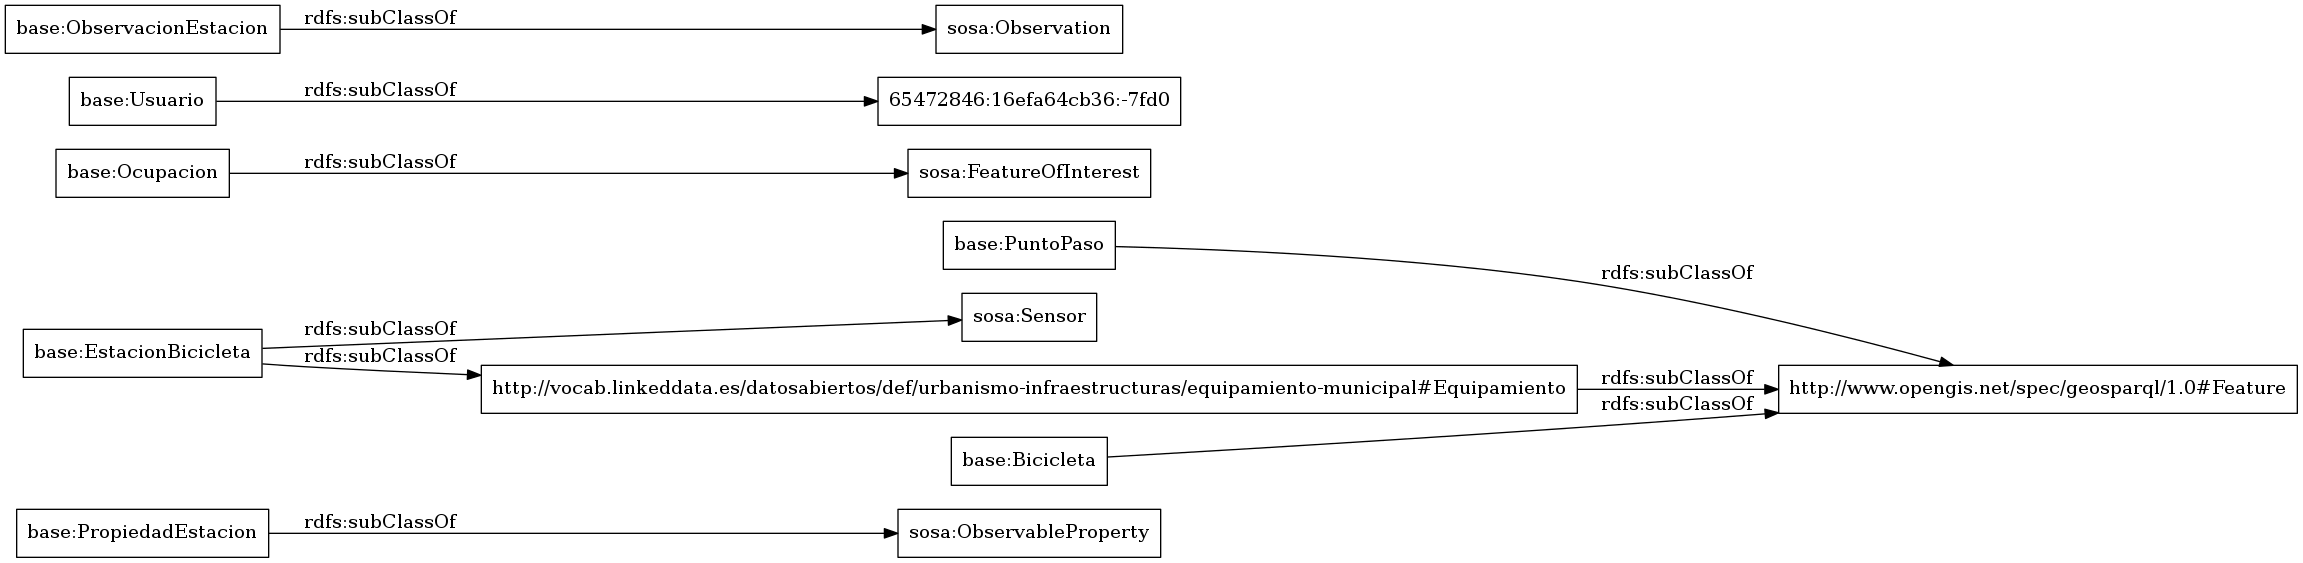 base:ObservacionEstacion
rdfs:subClassOf
sosa:Observation
base:Usuario
rdfs:subClassOf
65472846:16efa64cb36:-7fd0
base:Ocupacion
rdfs:subClassOf
sosa:FeatureOfInterest
base:PuntoPaso
rdfs:subClassOf
sosa:Sensor
rdfs:subClassOf
base:EstacionBicicleta
rdfs:subClassOf
http://vocab.linkeddata.es/datosabiertos/def/urbanismo-infraestructuras/equipamiento-municipal#Equipamiento
rdfs:subClassOf
http://www.opengis.net/spec/geosparql/1.0#Feature
rdfs:subClassOf
base:Bicicleta
base:PropiedadEstacion
rdfs:subClassOf
sosa:ObservableProperty